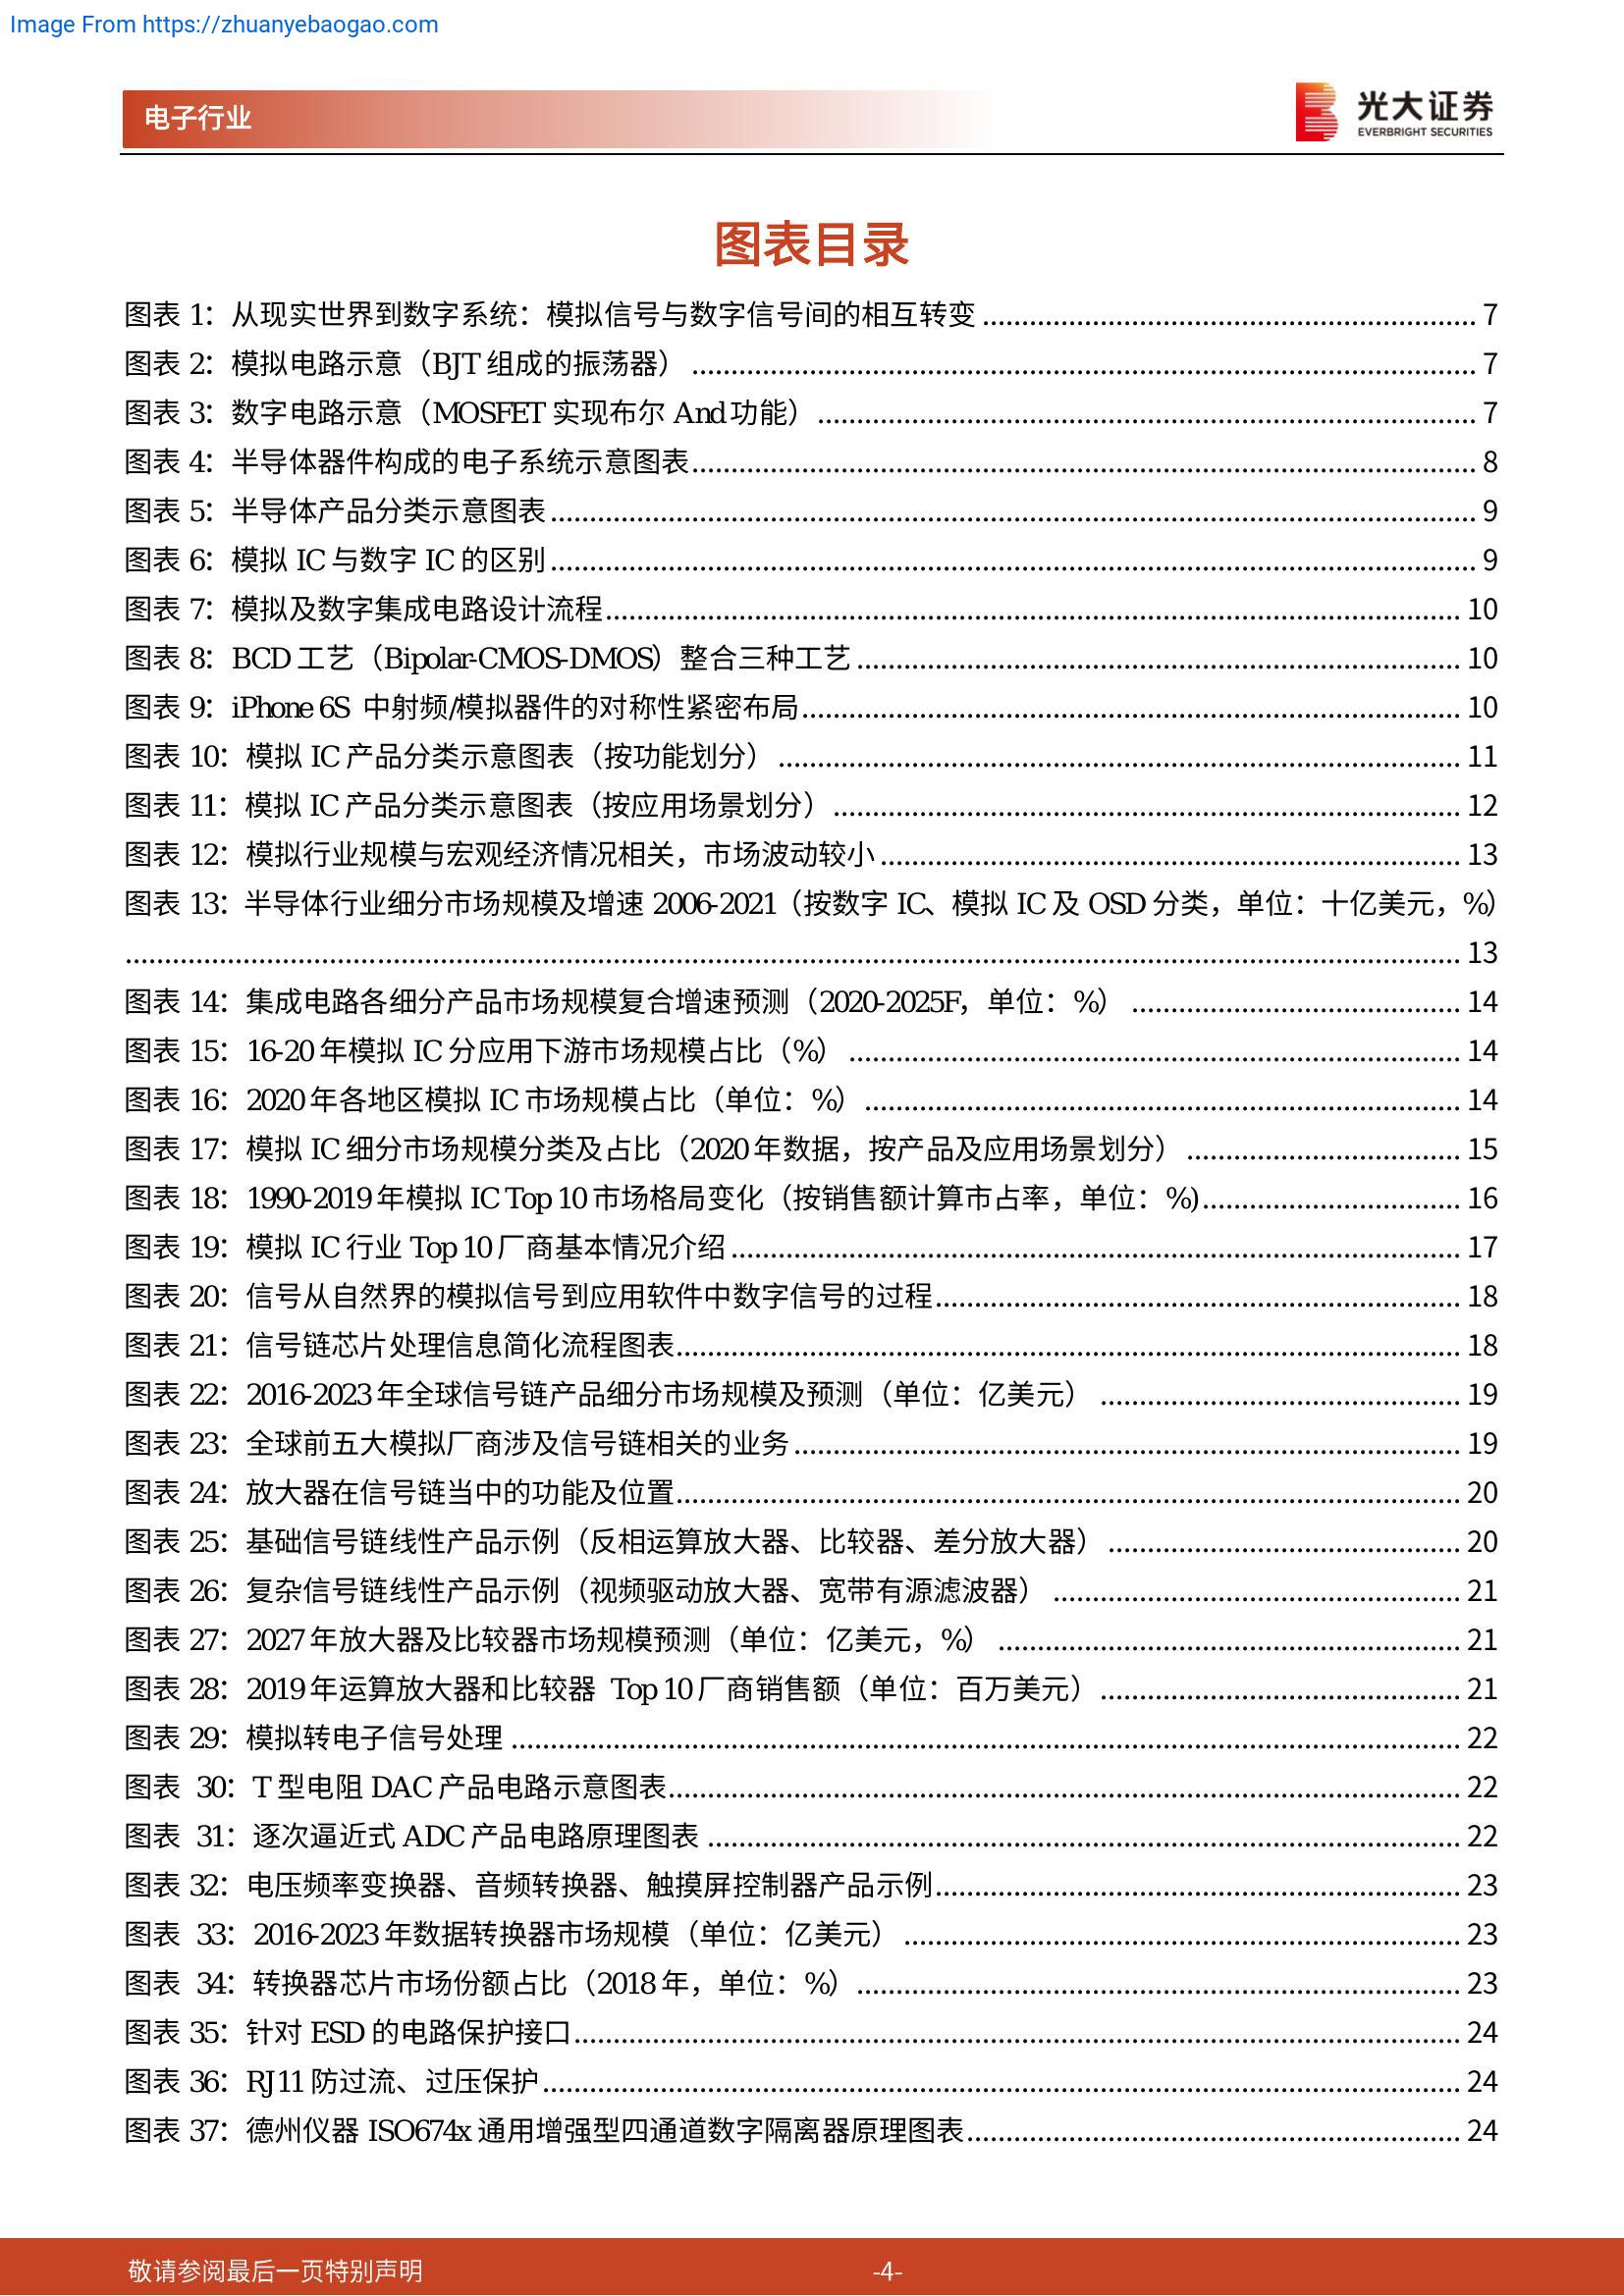 Image From https://zhuanyebaogao.com
电子行业
光大证券
EVERBRIGHT SECURITIES
图表目录
图表 1：从现实世界到数字系统：模拟信号与数字信号间的相互转变 7
图表 2：模拟电路示意（BJT 组成的振荡器） 7
图表 3：数字电路示意（MOSFET 实现布尔 And 功能） 7
图表 4：半导体器件构成的电子系统示意图表 8
图表 5：半导体产品分类示意图表 9
图表 6：模拟 IC 与数字 IC 的区别 9
图表 7：模拟及数字集成电路设计流程 10
图表 8：BCD 工艺（Bipolar-CMOS-DMOS）整合三种工艺 10
图表 9：iPhone 6S 中射频/模拟器件的对称性紧密布局 10
图表 10：模拟 IC 产品分类示意图表（按功能划分） 11
图表 11：模拟 IC 产品分类示意图表（按应用场景划分） 12
图表 12：模拟行业规模与宏观经济情况相关，市场波动较小 13
图表 13：半导体行业细分市场规模及增速 2006-2021（按数字 IC、模拟 IC 及 OSD 分类，单位：十亿美元，%）
13
图表 14：集成电路各细分产品市场规模复合增速预测（2020-2025F，单位：%） 14
图表 15：16-20 年模拟 IC 分应用下游市场规模占比（%） 14
图表 16：2020 年各地区模拟 IC 市场规模占比（单位：%） 14
图表 17：模拟 IC 细分市场规模分类及占比（2020 年数据，按产品及应用场景划分） 15
图表 18：1990-2019 年模拟 IC Top 10 市场格局变化（按销售额计算市占率，单位：%) 16
图表 19：模拟 IC 行业 Top 10 厂商基本情况介绍 17
图表 20：信号从自然界的模拟信号到应用软件中数字信号的过程 18
图表 21：信号链芯片处理信息简化流程图表 18
图表 22：2016-2023 年全球信号链产品细分市场规模及预测（单位：亿美元） 19
图表 23：全球前五大模拟厂商涉及信号链相关的业务 19
图表 24：放大器在信号链当中的功能及位置 20
图表 25：基础信号链线性产品示例（反相运算放大器、比较器、差分放大器） 20
图表 26：复杂信号链线性产品示例（视频驱动放大器、宽带有源滤波器） 21
图表 27：2027 年放大器及比较器市场规模预测（单位：亿美元，%） 21
图表 28：2019 年运算放大器和比较器 Top 10 厂商销售额（单位：百万美元） 21
图表 29：模拟转电子信号处理 22
图表 30：T 型电阻 DAC 产品电路示意图表 22
图表 31：逐次逼近式 ADC 产品电路原理图表 22
图表 32：电压频率变换器、音频转换器、触摸屏控制器产品示例 23
图表 33：2016-2023 年数据转换器市场规模（单位：亿美元） 23
图表 34：转换器芯片市场份额占比（2018 年，单位：%） 23
图表 35：针对 ESD 的电路保护接口 24
图表 36：RJ11 防过流、过压保护 24
图表 37：德州仪器 ISO674x 通用增强型四通道数字隔离器原理图表 24
敬请参阅最后一页特别声明
-4-